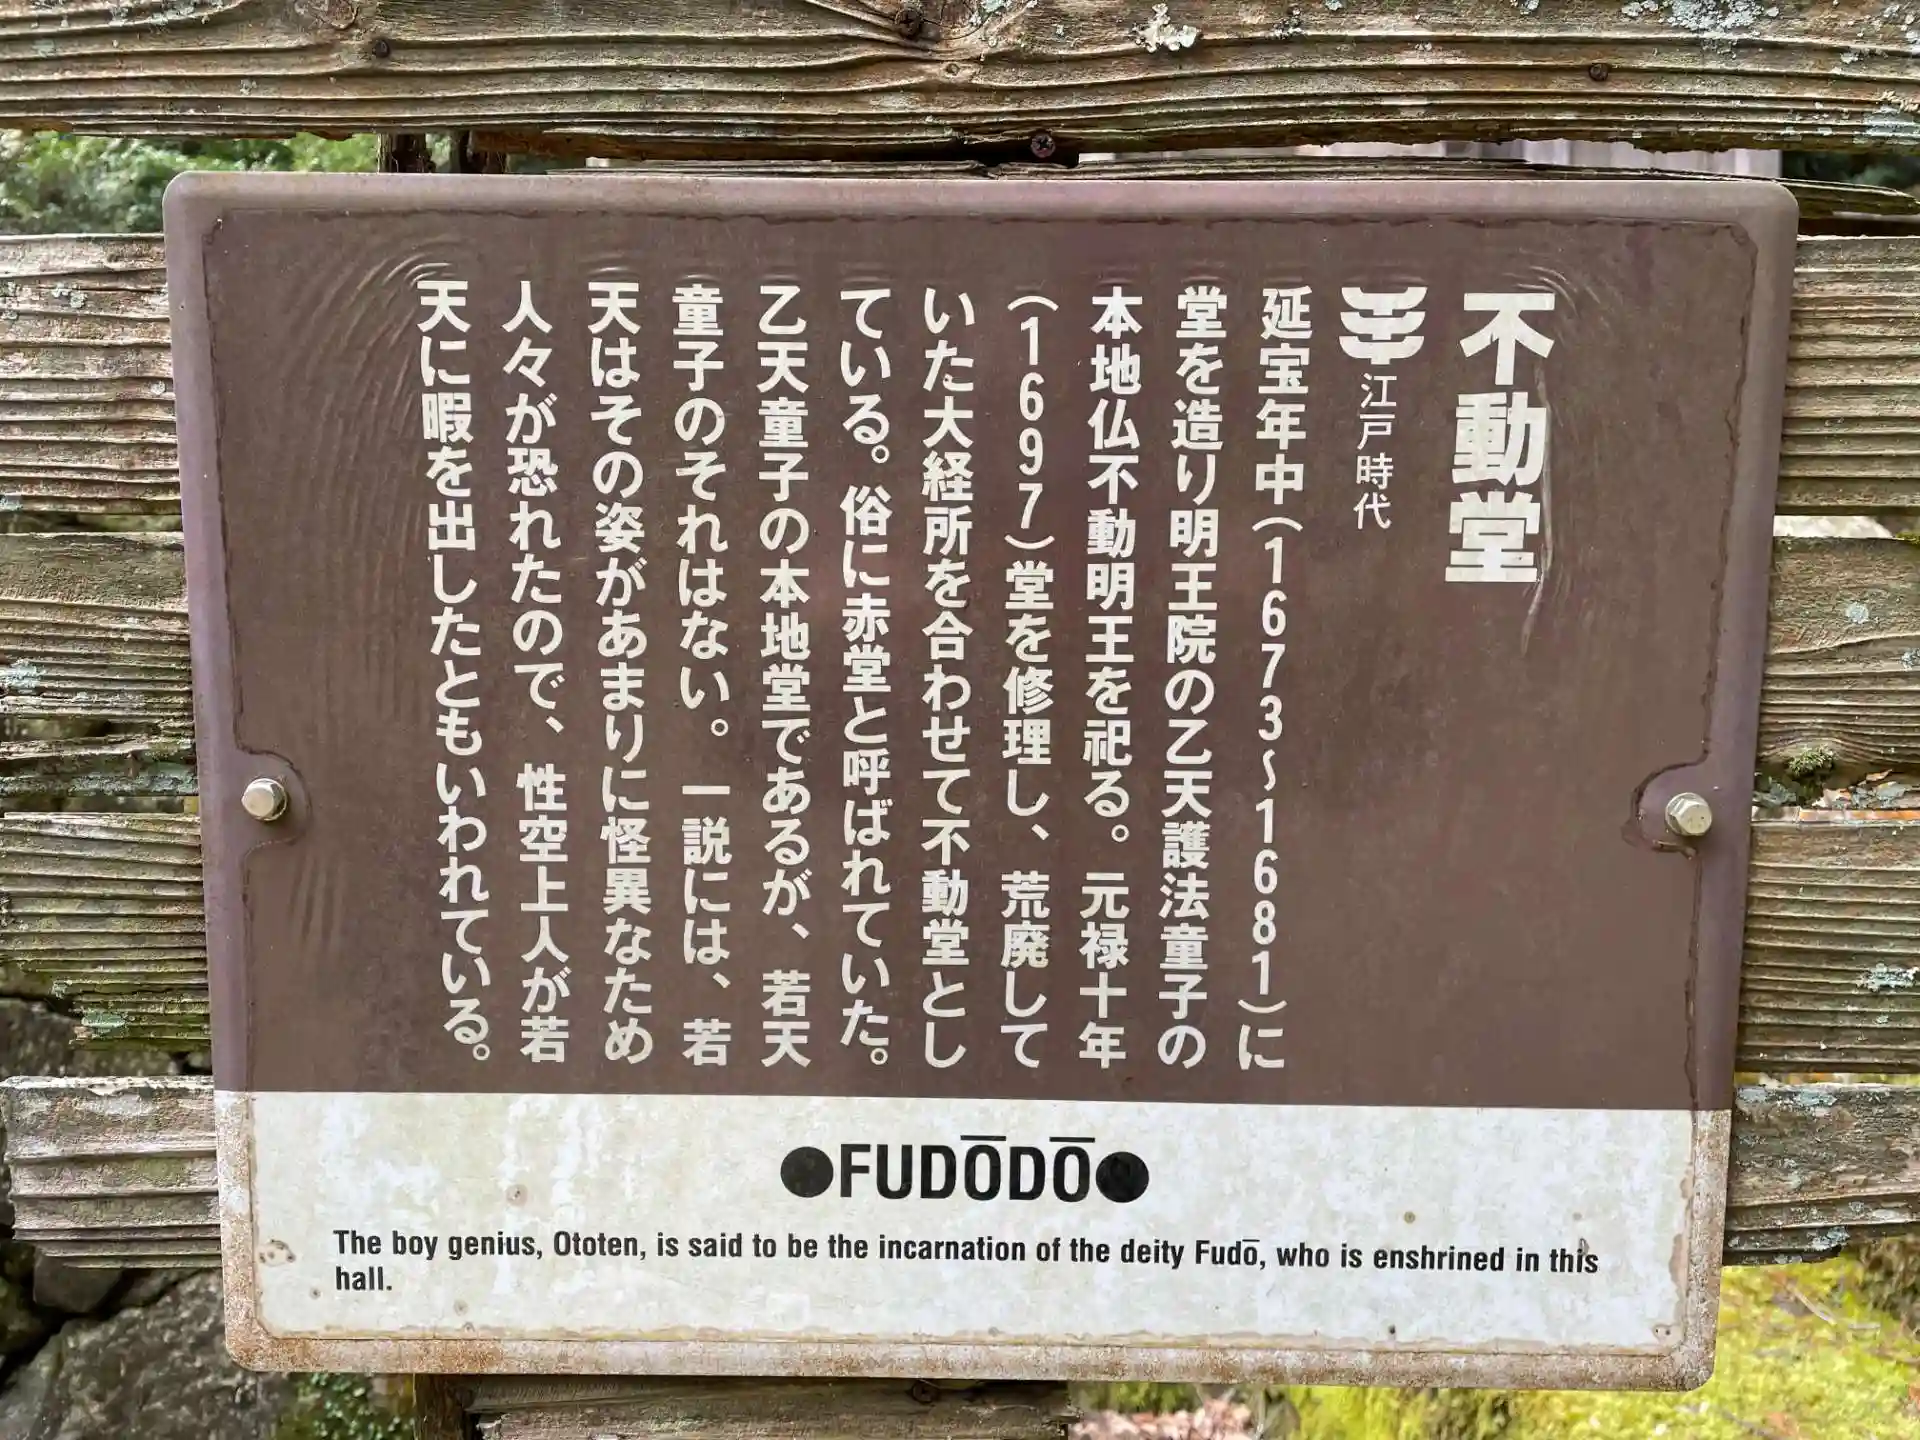 不動堂
江戸時代
延宝年中(1673~1681)に
堂を造り明王院の乙天護法童子の
本地仏不動明王を祀る。元禄十年
(1697)堂を修理し、荒廃して
いた大経所を合わせて不動堂とし
ている。俗に赤堂と呼ばれていた。
乙天童子の本地堂であるが、若天
童子のそれはない。一説には、若
天はその姿があまりに怪異なため
人々が恐れたので、性空上人が若
天に暇を出したともいわれている。
●FUDŌDŌ●
The boy genius, Ototen, is said to be the incarnation of the deity Fudō, who is enshrined in this
hall.